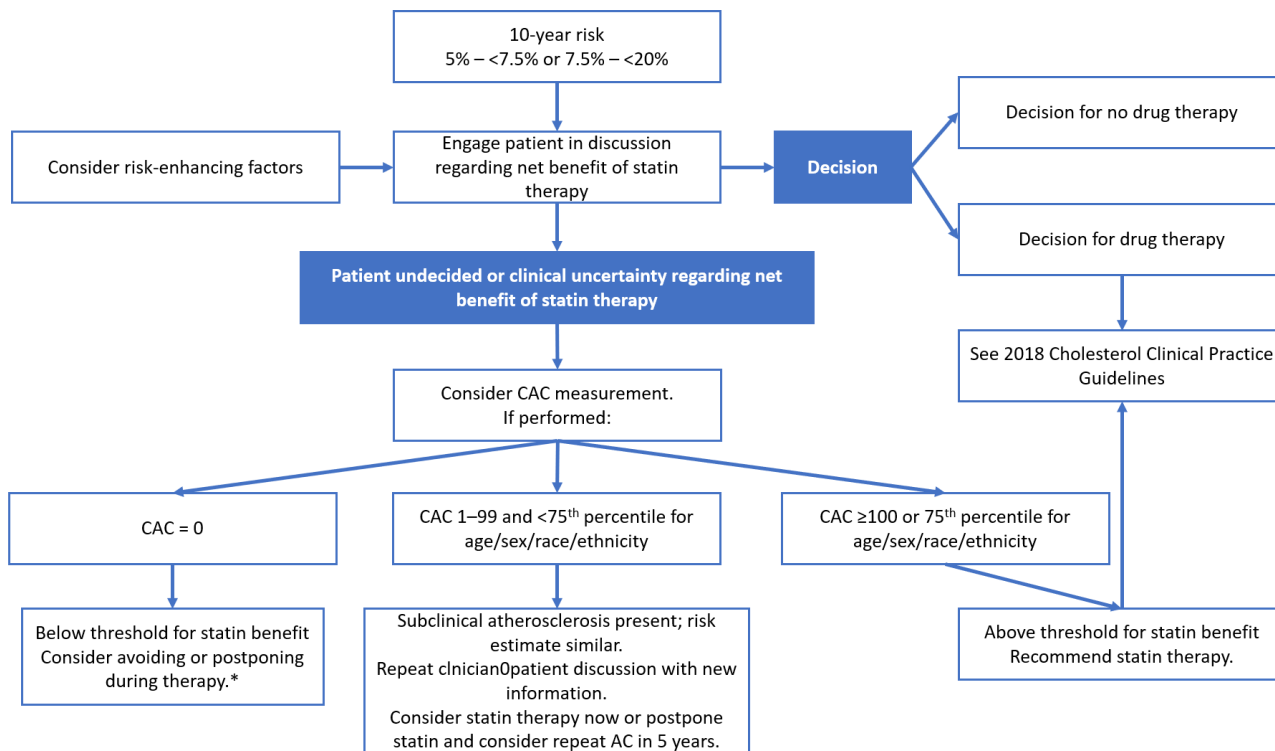 10-year risk
5% – <7.5% or 7.5% – <20%
Decision for no drug therapy
Consider risk-enhancing factors
Engage patient in discussion
regarding net benefit of statin
therapy
Decision
Decision for drug therapy
Patient undecided or clinical uncertainty regarding net
benefit of statin therapy
See 2018 Cholesterol Clinical Practice
Guidelines
Consider CAC measurement.
If performed:
CAC = 0
CAC 1–99 and <75th percentile for
age/sex/race/ethnicity
CAC ≥100 or 75th percentile for
age/sex/race/ethnicity
Below threshold for statin benefit
Consider avoiding or postponing
during therapy.*
Subclinical atherosclerosis present; risk
estimate similar.
Repeat clnician0patient discussion with new
information.
Consider statin therapy now or postpone
statin and consider repeat AC in 5 years.
Above threshold for statin benefit
Recommend statin therapy.